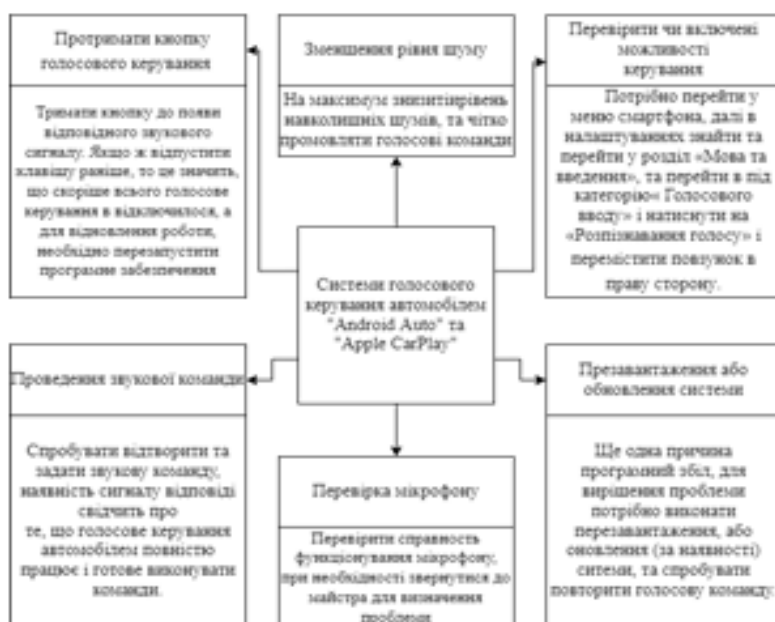 Протримати кнопку
голосового керування
Тримати кнопку до появи
відповідного звукового
сигналу. Якщо ж відпустити
клавішу раніше, то це значить,
що скоріше всього голосове
керування в відключилося, а
для відновлення роботи,
необхідно перезапустити
програмне забезпечення
Зменшення рівня шуму
На максимум знизитиірівень
навколишніх шумів, та чітко
промовляти голосові команди
Перевірити чи включені
можливості
керування
Потрібно перейти у
меню смартфона, далі в
налаштуваннях знайти та
перейти у розділ «Мова та
введення», та перейти в під
категорію« Голосового
вводу» і натиснути на
«Розпізнавання голосу» і
перемістити повзунок в
праву сторону.
Системи голосового
керування автомобілем
"Android Auto" та
"Apple CarPlay"
Проведення звукової команди
Спробувати відтворити та
задати звукову команду,
наявність сигналу відповіді
свідчить про
те, що голосове керування
автомобілем повністю
працює і готове виконувати
команди.
Перевірка мікрофону
Перевірити справність
функціонування мікрофону,
при необхідності звернутися до
майстра для визначення
проблеми
Презавантаження або
обновлення системи
Ще одна причина
програмний збіл, для
вирішення проблеми
потрібно виконати
перезавантаження, або
оновлення (за наявності)
ситеми, та спробувати
повторити голосову команду.